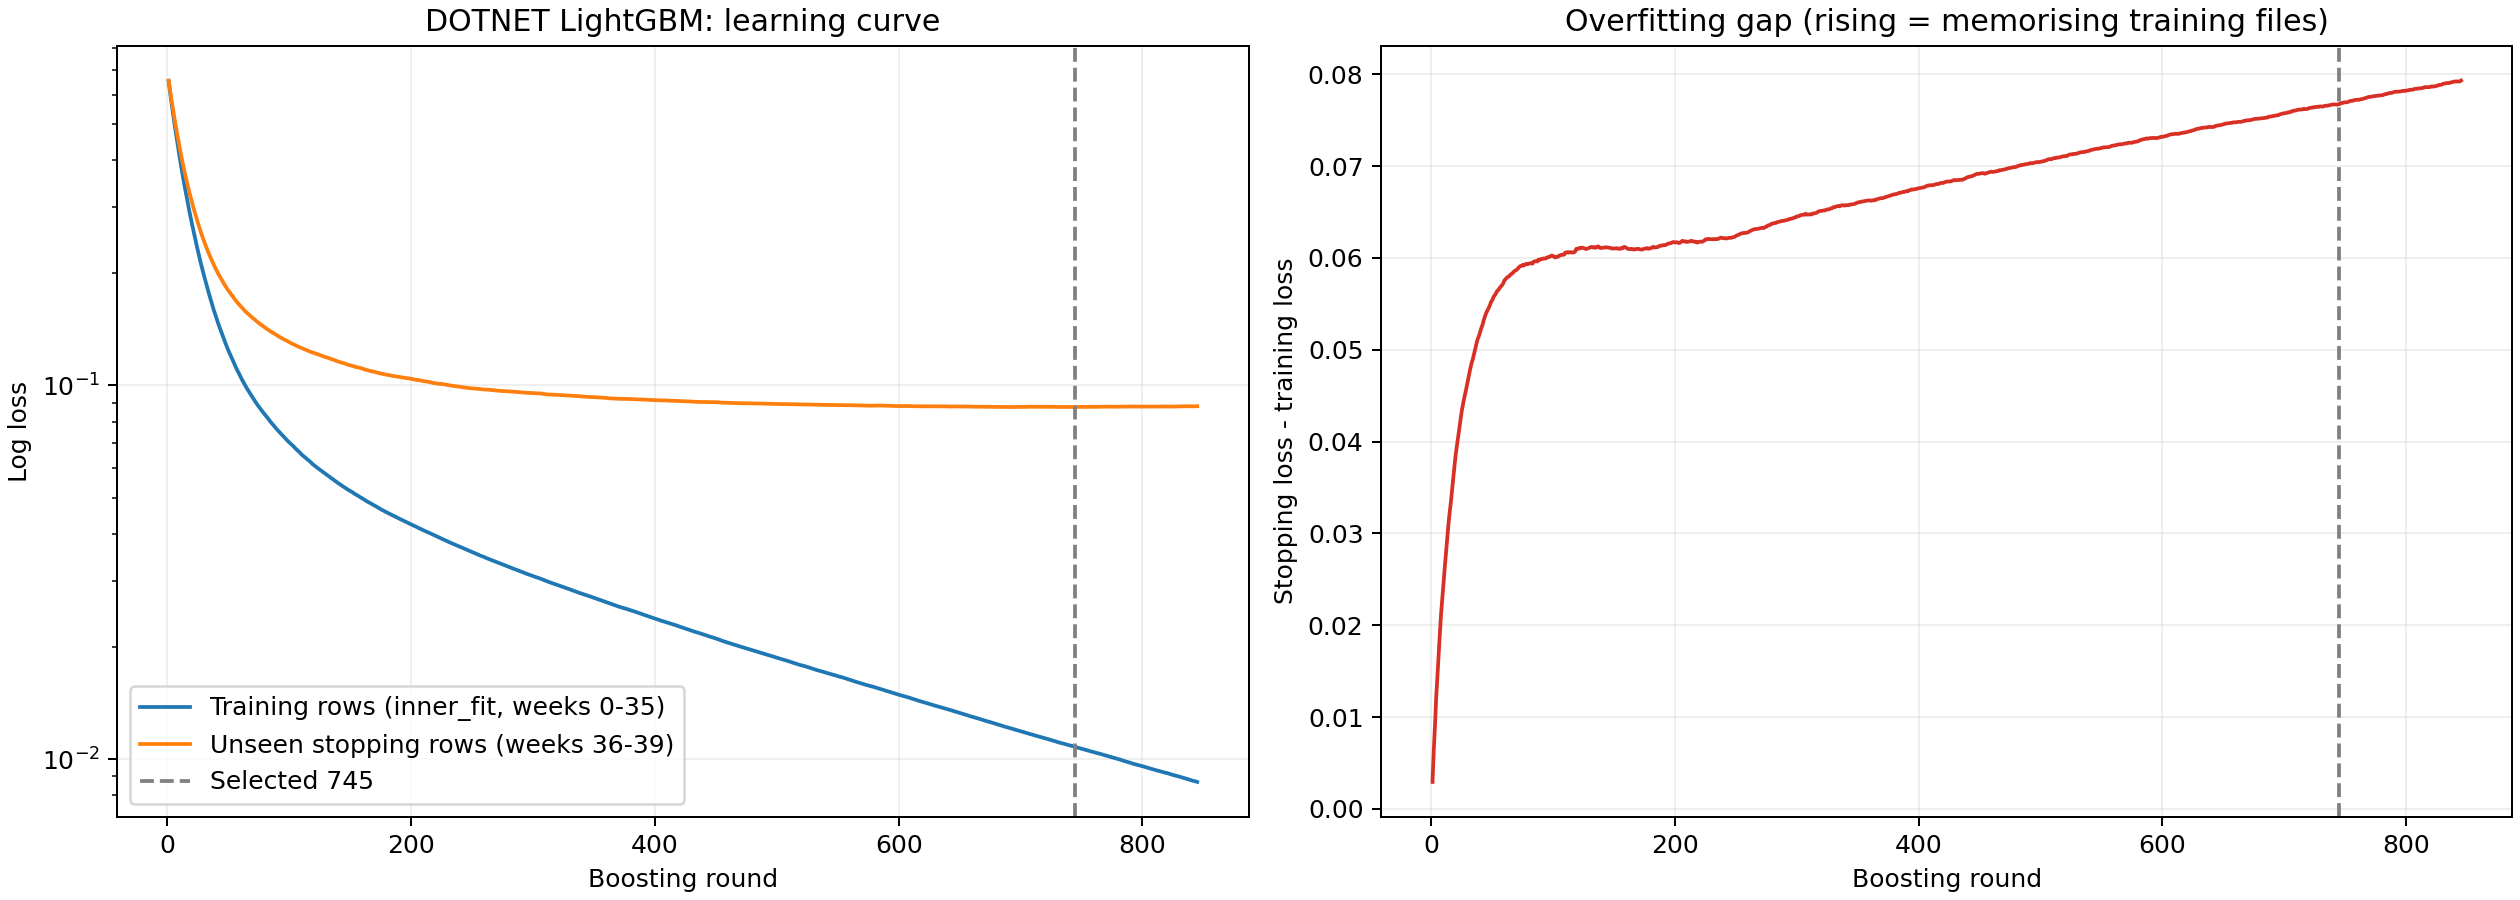 DOTNET LightGBM: learning curve
Log loss
10⁻¹
10⁻²
Training rows (inner_fit, weeks 0-35)
Unseen stopping rows (weeks 36-39)
Selected 745
0 200 400 600 800
Boosting round
Overfitting gap (rising = memorising training files)
Stopping loss - training loss
0.08
0.07
0.06
0.05
0.04
0.03
0.02
0.01
0.00
0 200 400 600 800
Boosting round